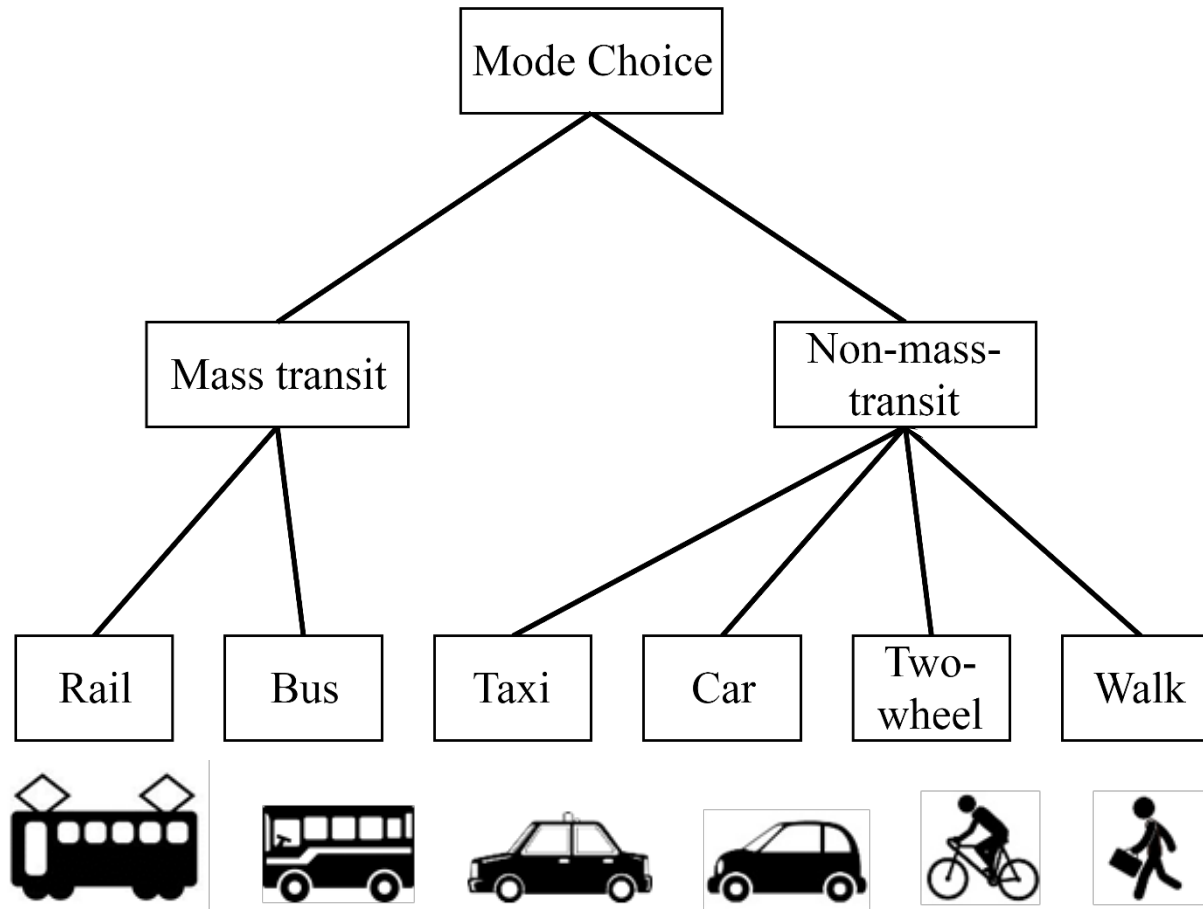 Mode Choice
Mass transit
Non-mass-
transit
Rail
Bus
Taxi
Car
Two-
wheel
Walk